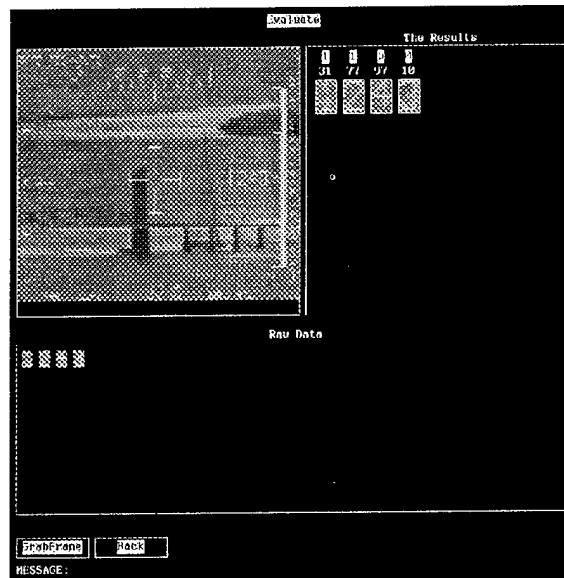 Evaluate
The Results
31 77 97 10
Raw Data
GrabFrame Back
MESSAGE: